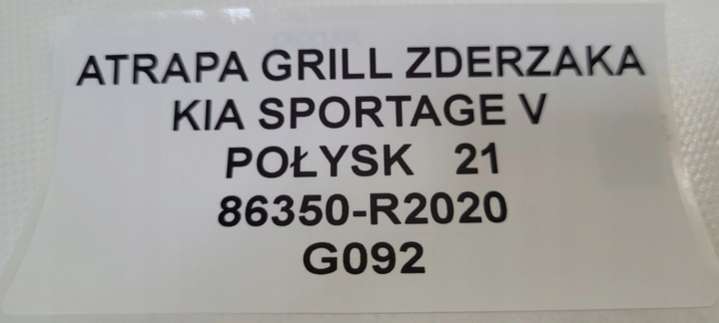 ATRAPA GRILL ZDERZAKA
KIA SPORTAGE V
POŁYSK 21
86350-R2020
G092